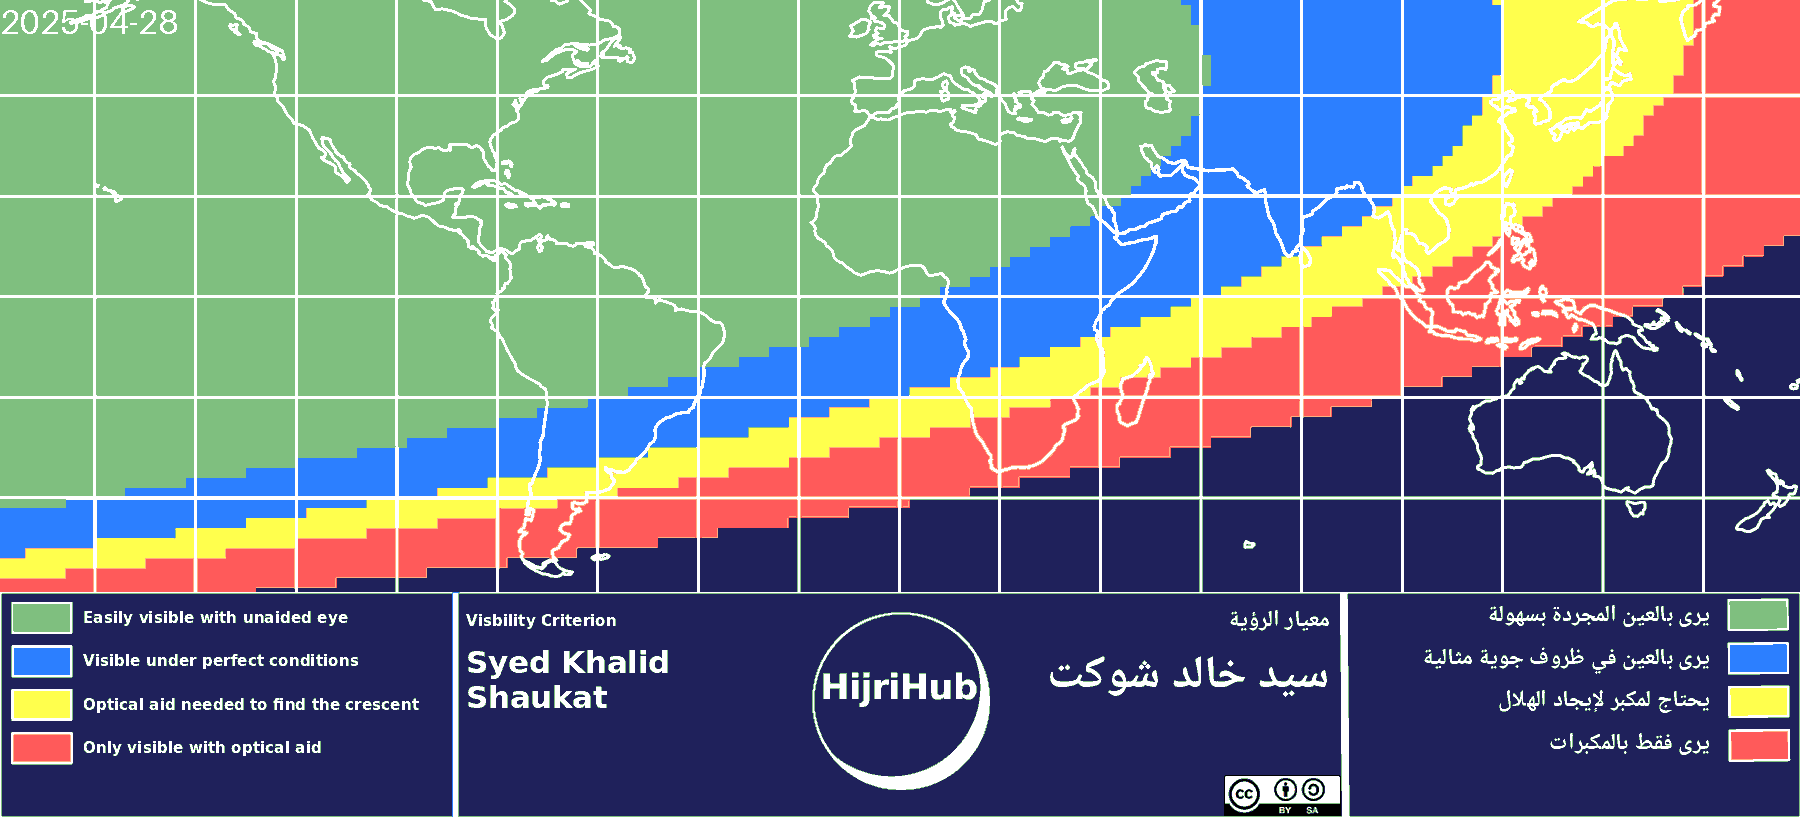 2025-04-28
Easily visible with unaided eye
Visible under perfect conditions
Optical aid needed to find the crescent
Only visible with optical aid
Visbility Criterion
Syed Khalid
Shaukat
HijriHub
معيار الرؤية
سيد خالد شوكت
cc
BY SA
يرى بالعين المجردة بسهولة
يرى بالعين في ظروف جوية مثالية
يحتاج لمكبر لإيجاد الهلال
يرى فقط بالمكبرات